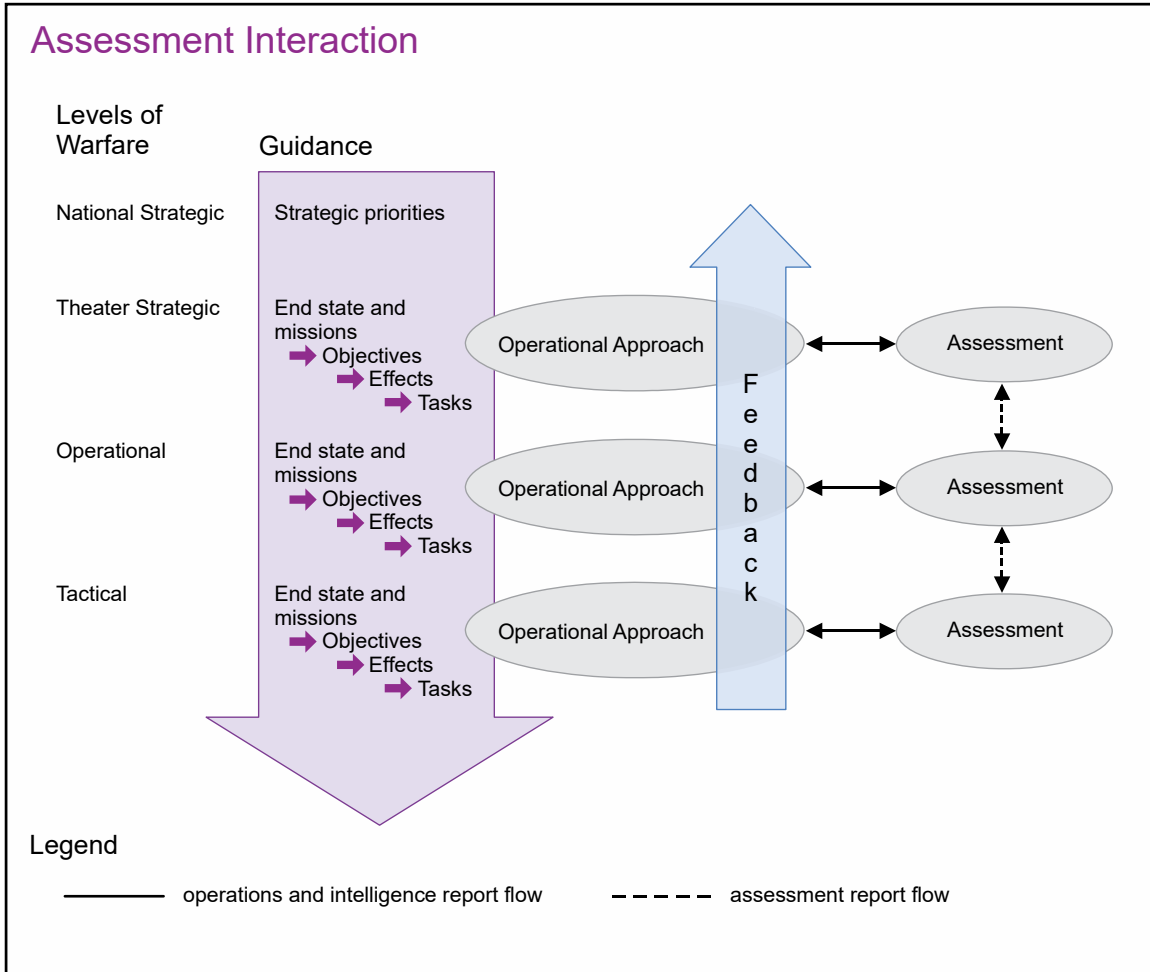 Assessment Interaction
Levels of
Warfare
Guidance
National Strategic
Strategic priorities
Theater Strategic
End state and
missions
Objectives
Effects
Tasks
Operational Approach
Assessment
Operational
End state and
missions
Objectives
Effects
Tasks
Operational Approach
Assessment
Tactical
End state and
missions
Objectives
Effects
Tasks
Operational Approach
Assessment
Feedback
Legend
operations and intelligence report flow
assessment report flow